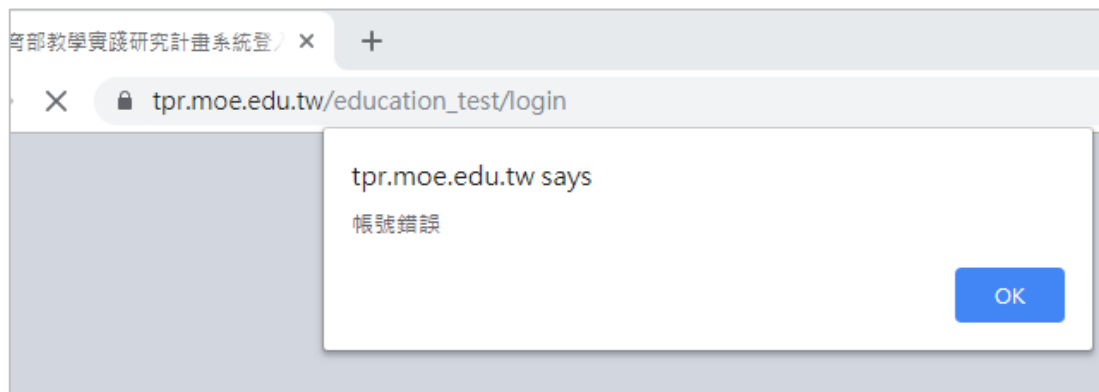 育部教學實踐研究計畫系統登入
tpr.moe.edu.tw/education_test/login
tpr.moe.edu.tw says
帳號錯誤
OK